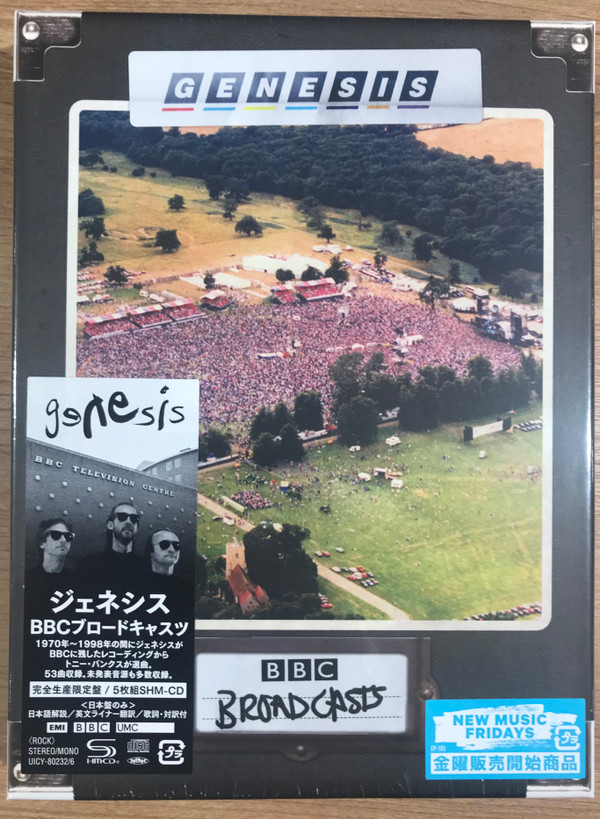 GENESIS
genesis
BBC TELEVISION CENTRE
ジェネシス
BBCブロードキャスツ
1970年〜1998年の間にジェネシスが
BBCに残したレコーディングから
トニー・バンクスが選曲。
53曲収録。未発表音源も多数収録。
完全生産限定盤 / 5枚組SHM-CD
<日本盤のみ>
日本語解説/英文ライナー翻訳/歌詞・対訳付
EMI BBC UMC
(ROCK)
STEREO/MONO
UICY-80232/6
SHM-CD
プラ
BBC
BROADCASTS
NEW MUSIC
FRIDAYS
プラ
金曜販売開始商品